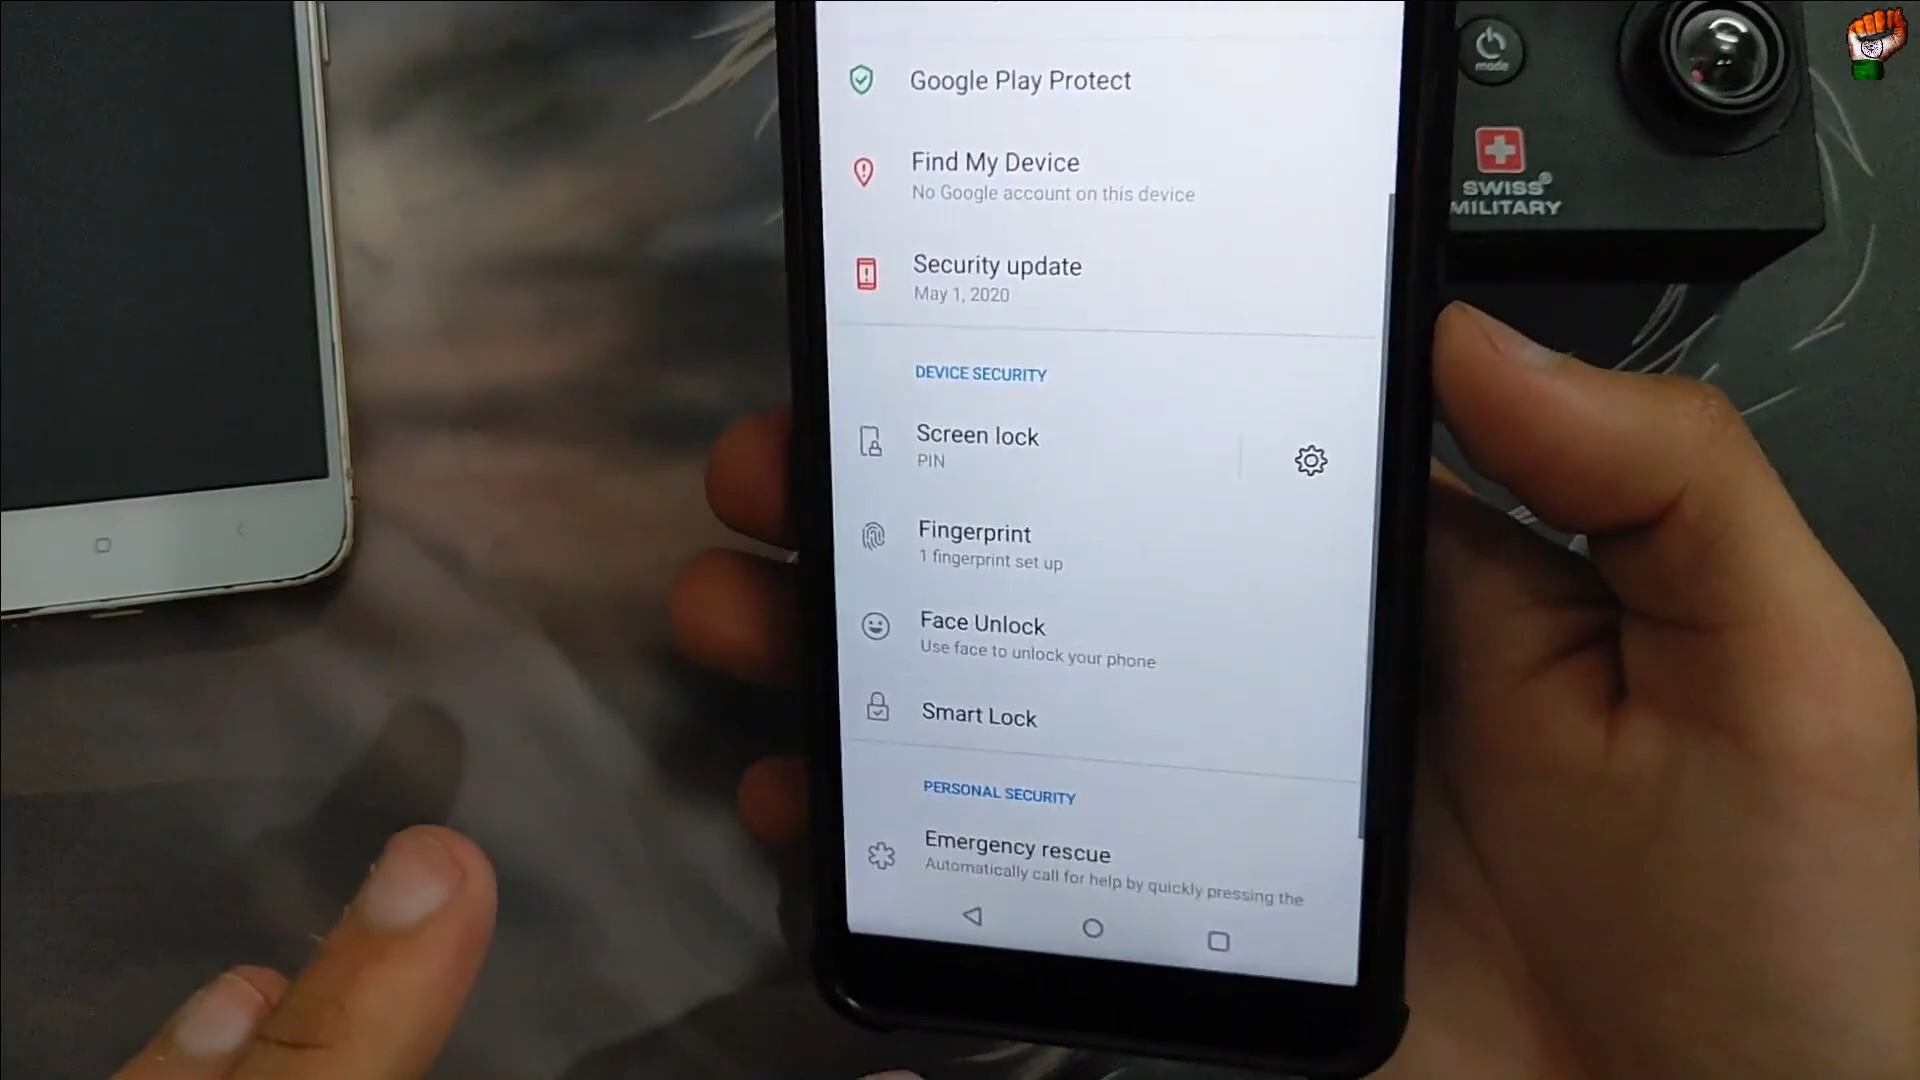 Google Play Protect
Find My Device
No Google account on this device
Security update
May 1, 2020
DEVICE SECURITY
Screen lock
PIN
Fingerprint
1 fingerprint set up
Face Unlock
Use face to unlock your phone
Smart Lock
PERSONAL SECURITY
Emergency rescue
Automatically call for help by quickly pressing the
mode
SWISS
MILITARY